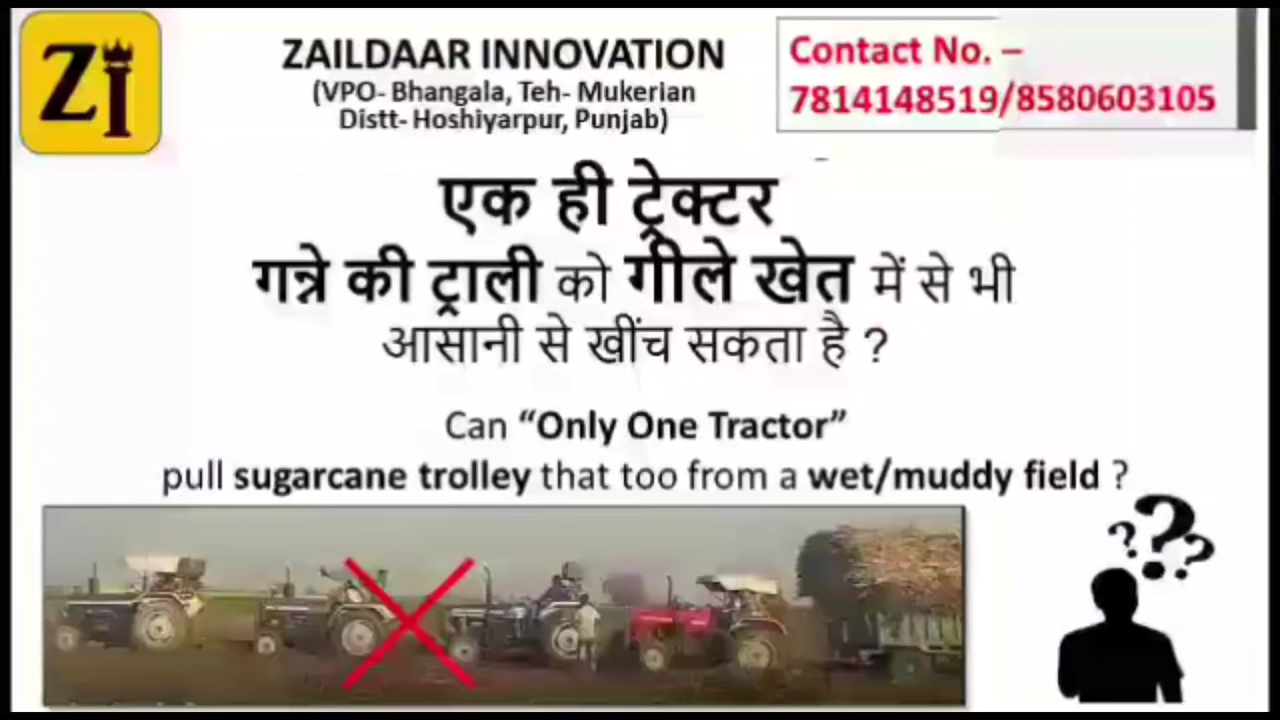 ZI
ZAILDAAR INNOVATION
(VPO- Bhangala, Teh- Mukerian
Distt- Hoshiyarpur, Punjab)
Contact No. –
7814148519/8580603105
एक ही ट्रेक्टर
गन्ने की ट्राली को गीले खेत में से भी
आसानी से खींच सकता है ?
Can “Only One Tractor”
pull sugarcane trolley that too from a wet/muddy field ?
???